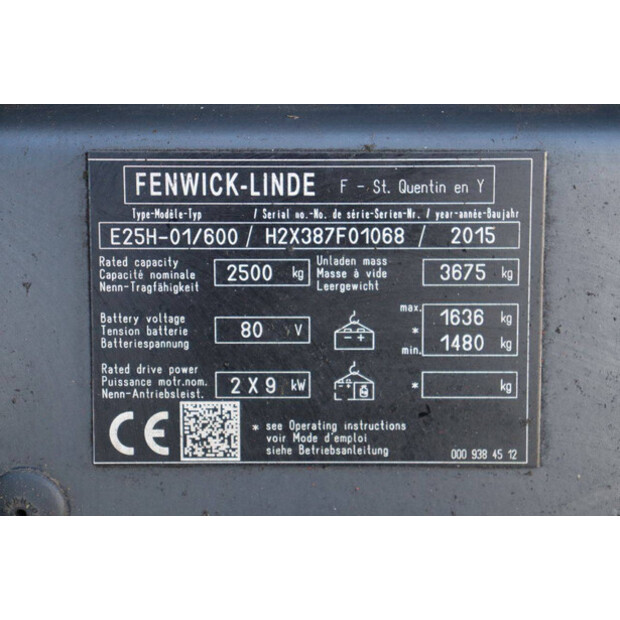 FENWICK-LINDE F - St. Quentin en Y
Type-Modèle-Typ / Serial no.-No. de série-Serien-Nr. / year-année-Baujahr
E25H-01/600 / H2X387F01068 / 2015
Rated capacity
Capacité nominale
Nenn-Tragfähigkeit
2500 kg
Unladen mass
Masse à vide
Leergewicht
3675 kg
Battery voltage
Tension batterie
Batteriespannung
80 V
- +
max. 1636 kg
*
min. 1480 kg
Rated drive power
Puissance motr.nom.
Nenn-Antriebsleist.
2 X 9 kW
- +
* kg
CE
* see Operating instructions
voir Mode d'emploi
siehe Betriebsanleitung
000 938 45 12